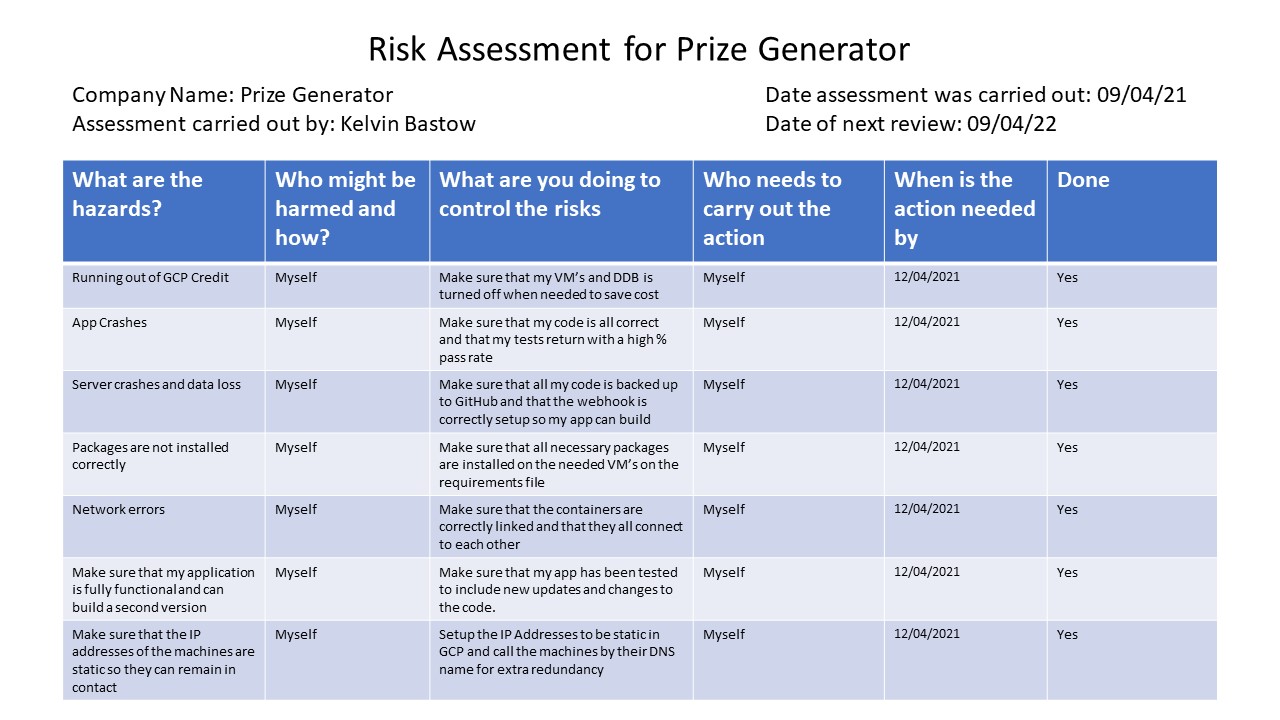 Risk Assessment for Prize Generator
Company Name: Prize Generator
Assessment carried out by: Kelvin Bastow
Date assessment was carried out: 09/04/21
Date of next review: 09/04/22
What are the
hazards?
Who might be
harmed and
how?
What are you doing to
control the risks
Who needs to
carry out the
action
When is the
action needed
by
Done
Running out of GCP Credit
Myself
Make sure that my VM's and DDB is
turned off when needed to save cost
Myself
12/04/2021
Yes
App Crashes
Myself
Make sure that my code is all correct
and that my tests return with a high %
pass rate
Myself
12/04/2021
Yes
Server crashes and data loss
Myself
Make sure that all my code is backed up
to GitHub and that the webhook is
correctly setup so my app can build
Myself
12/04/2021
Yes
Packages are not installed
correctly
Myself
Make sure that all necessary packages
are installed on the needed VM's on the
requirements file
Myself
12/04/2021
Yes
Network errors
Myself
Make sure that the containers are
correctly linked and that they all connect
to each other
Myself
12/04/2021
Yes
Make sure that my application
is fully functional and can
build a second version
Myself
Make sure that my app has been tested
to include new updates and changes to
the code.
Myself
12/04/2021
Yes
Make sure that the IP
addresses of the machines are
static so they can remain in
contact
Myself
Setup the IP Addresses to be static in
GCP and call the machines by their DNS
name for extra redundancy
Myself
12/04/2021
Yes